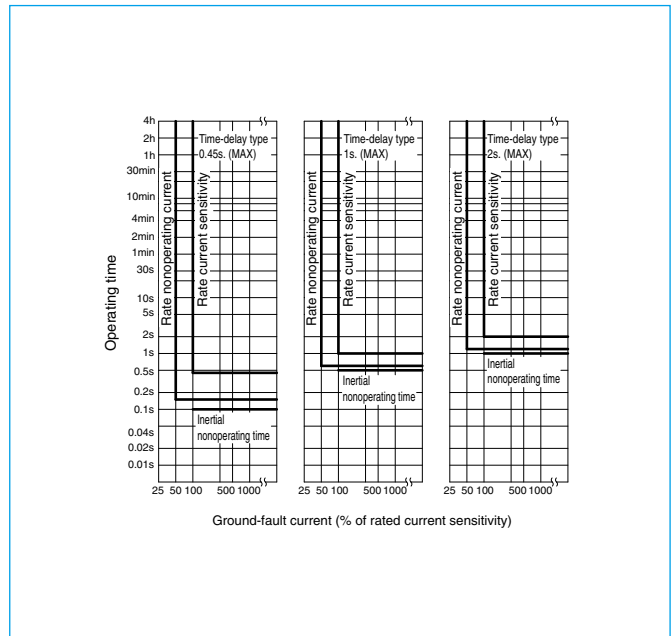 Operating time
4h
2h
1h
30min
10min
4min
2min
1min
30s
10s
5s
2s
1s
0.5s
0.2s
0.1s
0.04s
0.02s
0.01s
Time-delay type
0.45s. (MAX)
Rate nonoperating current
Rate current sensitivity
Inertial
nonoperating time
25 50 100 500 1000
Time-delay type
1s. (MAX)
Rate nonoperating current
Rate current sensitivity
Inertial
nonoperating time
25 50 100 500 1000
Time-delay type
2s. (MAX)
Rate nonoperating current
Rate current sensitivity
Inertial
nonoperating time
25 50 100 500 1000
Ground-fault current (% of rated current sensitivity)